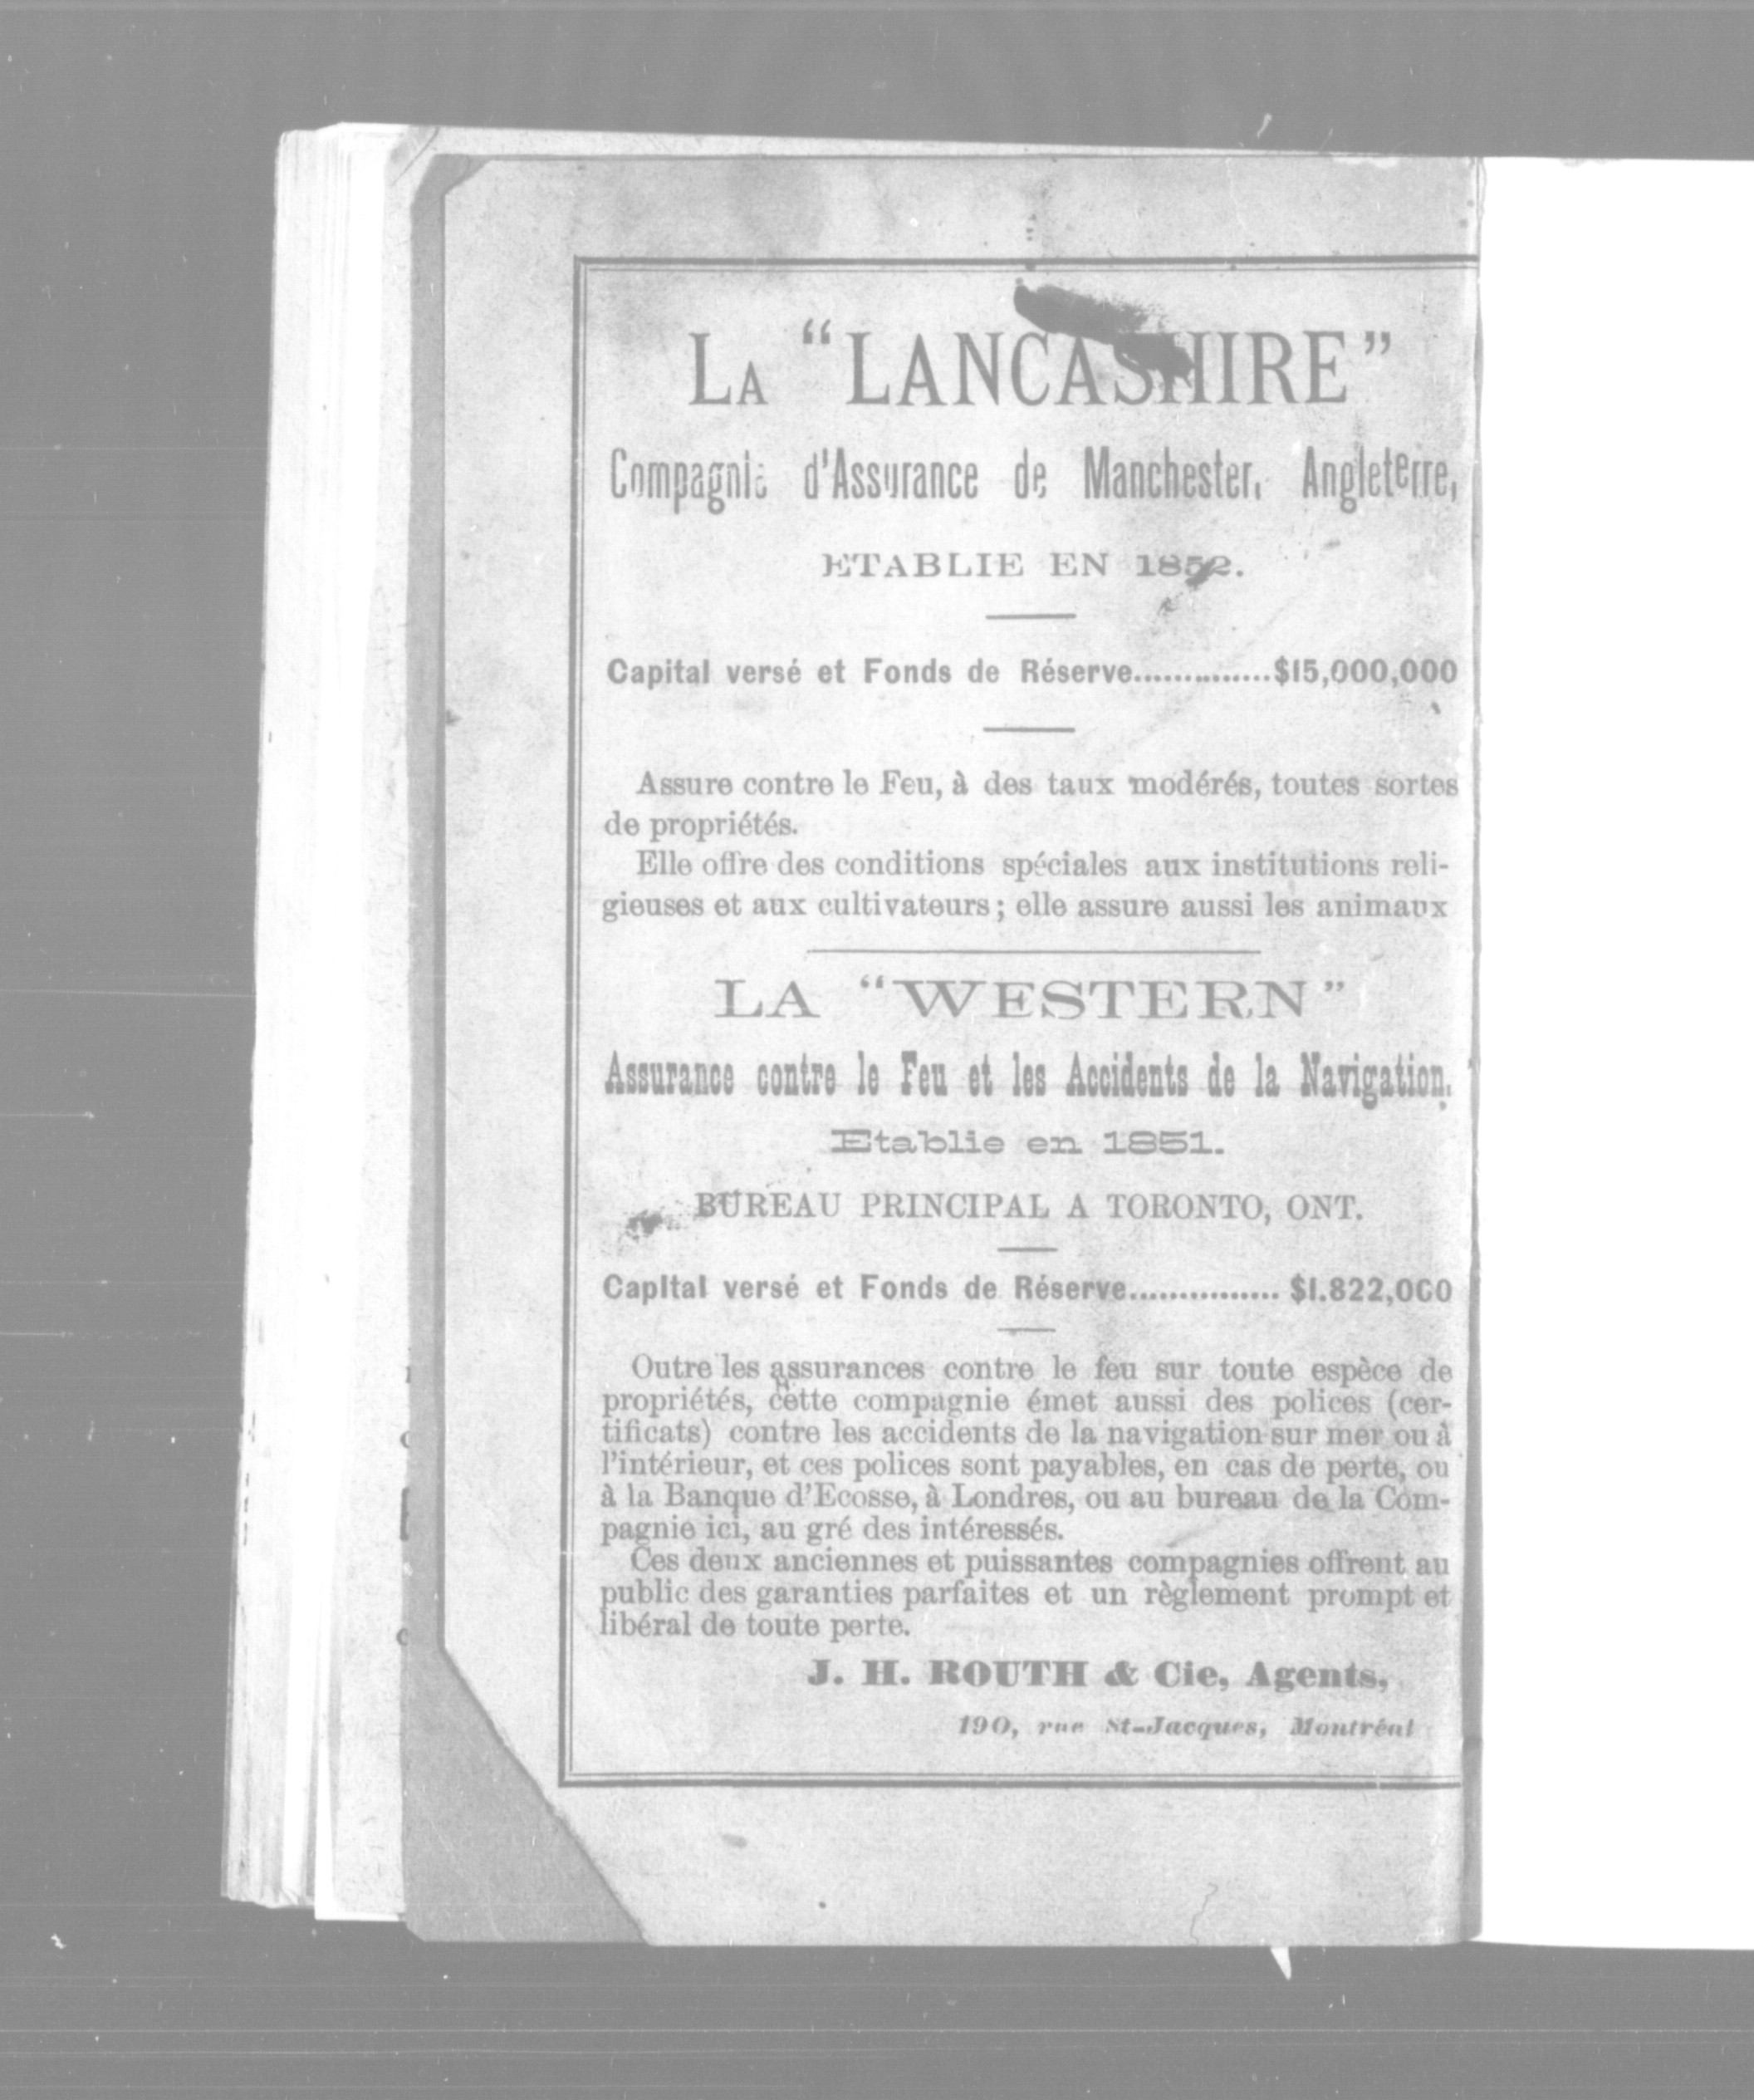 LA "LANCASHIRE"
Compagnie d'Assurance de Manchester, Angleterre,
ETABLIE EN 1852.
Capital versé et Fonds de Réserve..............$15,000,000
Assure contre le Feu, à des taux modérés, toutes sortes
de propriétés.
Elle offre des conditions spéciales aux institutions reli-
gieuses et aux cultivateurs; elle assure aussi les animaux
LA "WESTERN"
Assurance contre le Feu et les Accidents de la Navigation.
Etablie en 1851.
BUREAU PRINCIPAL A TORONTO, ONT.
Capital versé et Fonds de Réserve............... $1.822,000
Outre les assurances contre le feu sur toute espèce de
propriétés, cette compagnie émet aussi des polices (cer-
tificats) contre les accidents de la navigation sur mer ou à
l'intérieur, et ces polices sont payables, en cas de perte, ou
à la Banque d'Ecosse, à Londres, ou au bureau de la Com-
pagnie ici, au gré des intéressés.
Ces deux anciennes et puissantes compagnies offrent au
public des garanties parfaites et un règlement prompt et
libéral de toute perte.
J. H. ROUTH & Cie, Agents,
190, rue St-Jacques, Montréal